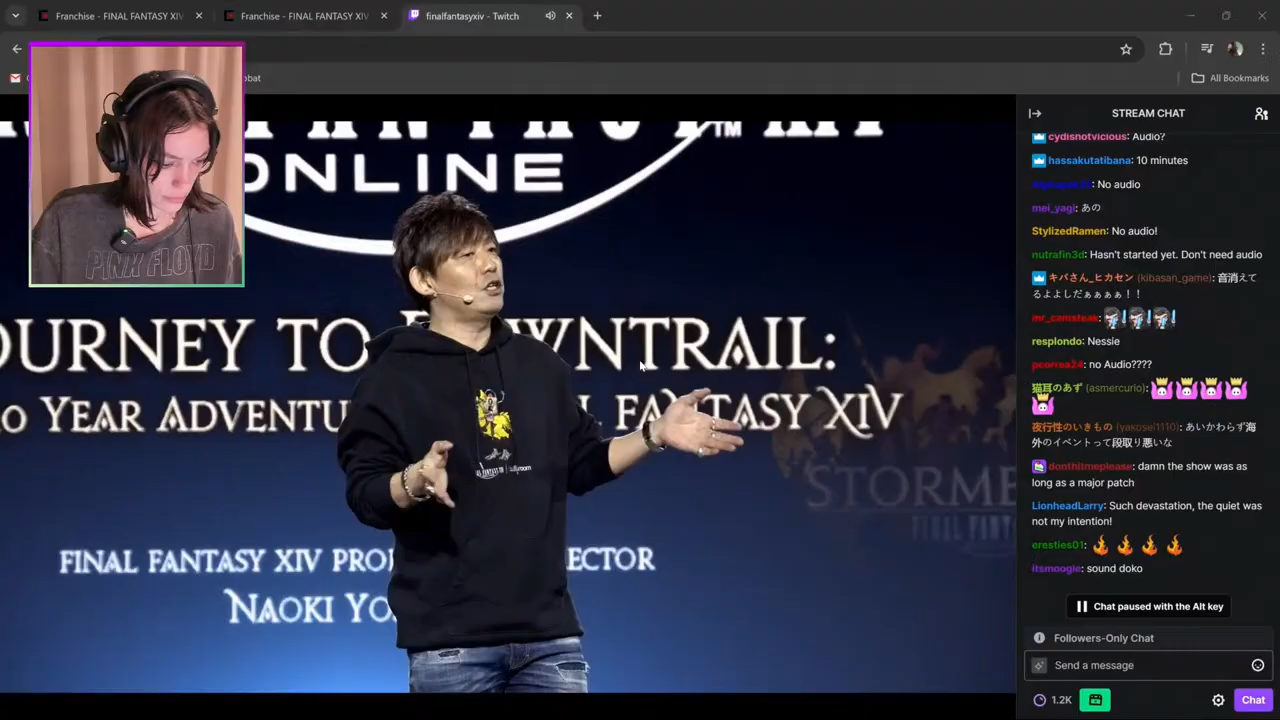 Franchise - FINAL FANTASY XIV
Franchise - FINAL FANTASY XIV
finalfantasyxiv - Twitch
All Bookmarks
ONLINE
OURNEY TO
WNTRAIL:
0 YEAR ADVENTU
FANTASY XIV
STORME
FINAL FANTASY XIV PRO
ECTOR
NAOKI YO
PINK FLOYD
STREAM CHAT
cydisnotvicious: Audio?
hassakutatibana: 10 minutes
No audio
mei_yagi: あの
StylizedRamen: No audio!
nutrafin3d: Hasn't started yet. Don't need audio
キバさん_ヒカセン (kibasan_game): 音消えて
るよよしだぁぁぁぁ！！
mr_camsteak:
resplondo: Nessie
pcorrea24: no Audio????
猫耳のあず (asmercurio):
夜行性のいきもの (yakosei1110): あいかわらず海
外のイベントって段取り悪いな
donthitmeplease: damn the show was as
long as a major patch
LionheadLarry: Such devastation, the quiet was
not my intention!
eresties01:
itsmoogie: sound doko
Chat paused with the Alt key
Followers-Only Chat
Send a message
1.2K
Chat